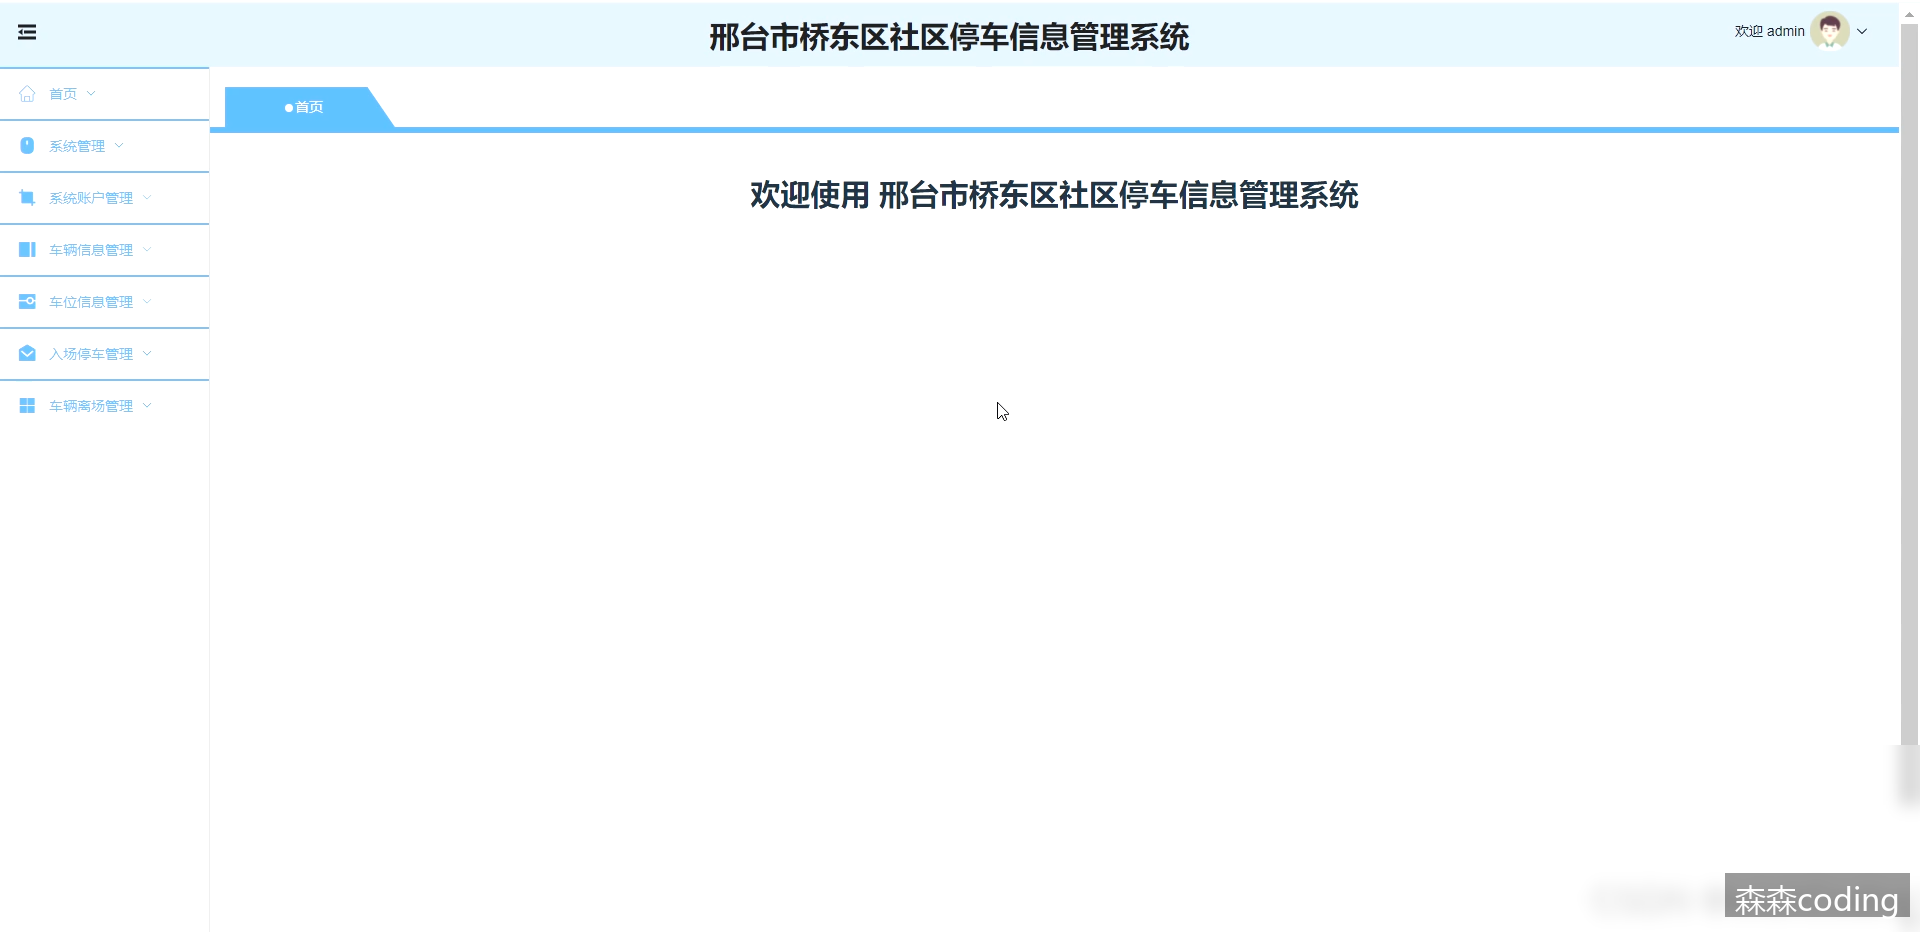 邢台市桥东区社区停车信息管理系统
欢迎 admin
首页
系统管理
系统账户管理
车辆信息管理
车位信息管理
入场停车管理
车辆离场管理
首页
欢迎使用 邢台市桥东区社区停车信息管理系统
森森coding